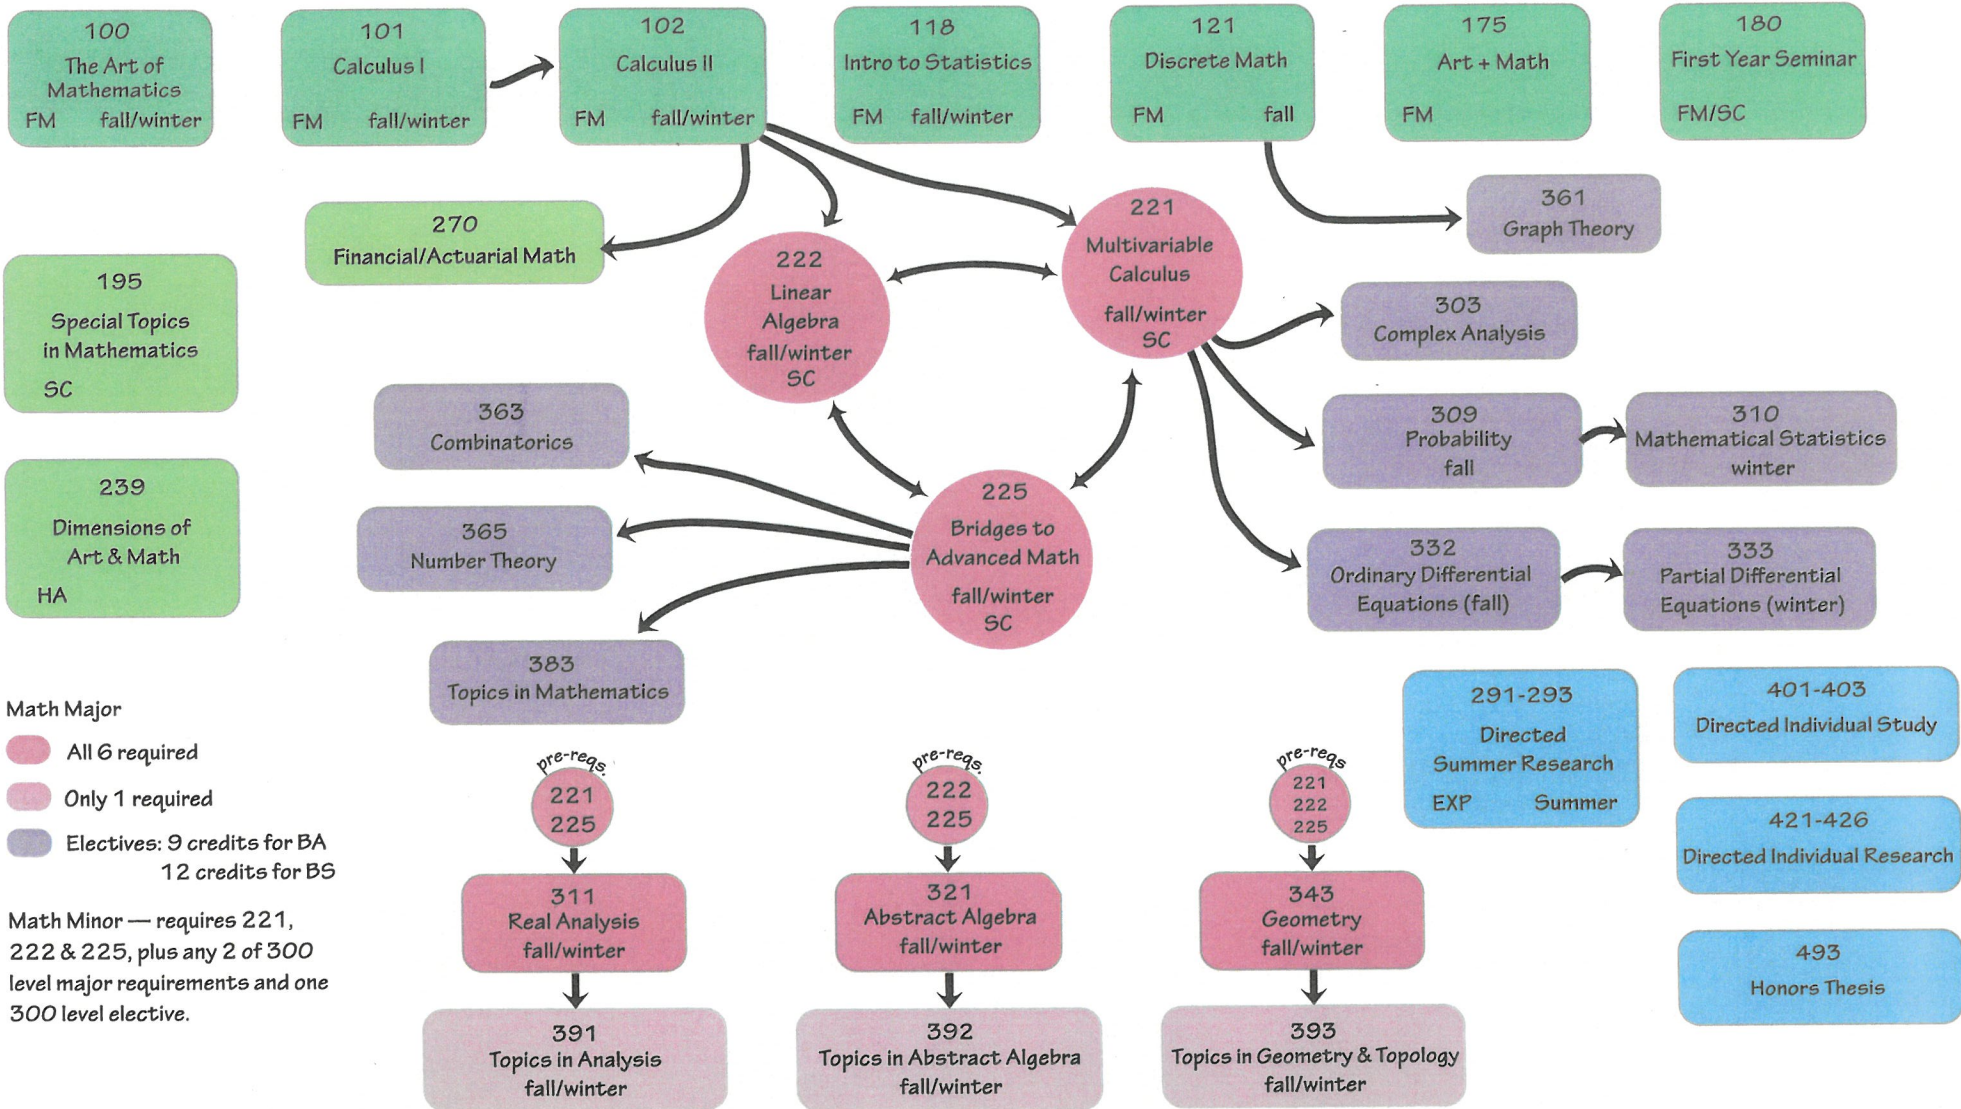 100
The Art of
Mathematics
FM fall/winter
101
Calculus I
FM fall/winter
102
Calculus II
FM fall/winter
118
Intro to Statistics
FM fall/winter
121
Discrete Math
FM fall
175
Art + Math
FM
180
First Year Seminar
FM/SC
270
Financial/Actuarial Math
222
Linear
Algebra
fall/winter
SC
221
Multivariable
Calculus
fall/winter
SC
361
Graph Theory
195
Special Topics
in Mathematics
SC
303
Complex Analysis
363
Combinatorics
309
Probability
fall
310
Mathematical Statistics
winter
239
Dimensions of
Art & Math
HA
365
Number Theory
225
Bridges to
Advanced Math
fall/winter
SC
332
Ordinary Differential
Equations (fall)
333
Partial Differential
Equations (winter)
383
Topics in Mathematics
291-293
Directed
Summer Research
EXP Summer
401-403
Directed Individual Study
421-426
Directed Individual Research
493
Honors Thesis
Math Major
All 6 required
Only 1 required
Electives: 9 credits for BA
12 credits for BS
Math Minor — requires 221,
222 & 225, plus any 2 of 300
level major requirements and one
300 level elective.
pre-reqs.
221
225
311
Real Analysis
fall/winter
391
Topics in Analysis
fall/winter
pre-reqs.
222
225
321
Abstract Algebra
fall/winter
392
Topics in Abstract Algebra
fall/winter
pre-reqs
221
222
225
343
Geometry
fall/winter
393
Topics in Geometry & Topology
fall/winter